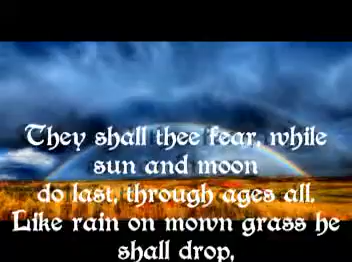 They shall thee fear, while
sun and moon
do last, through ages all.
Like rain on mown grass he
shall drop,